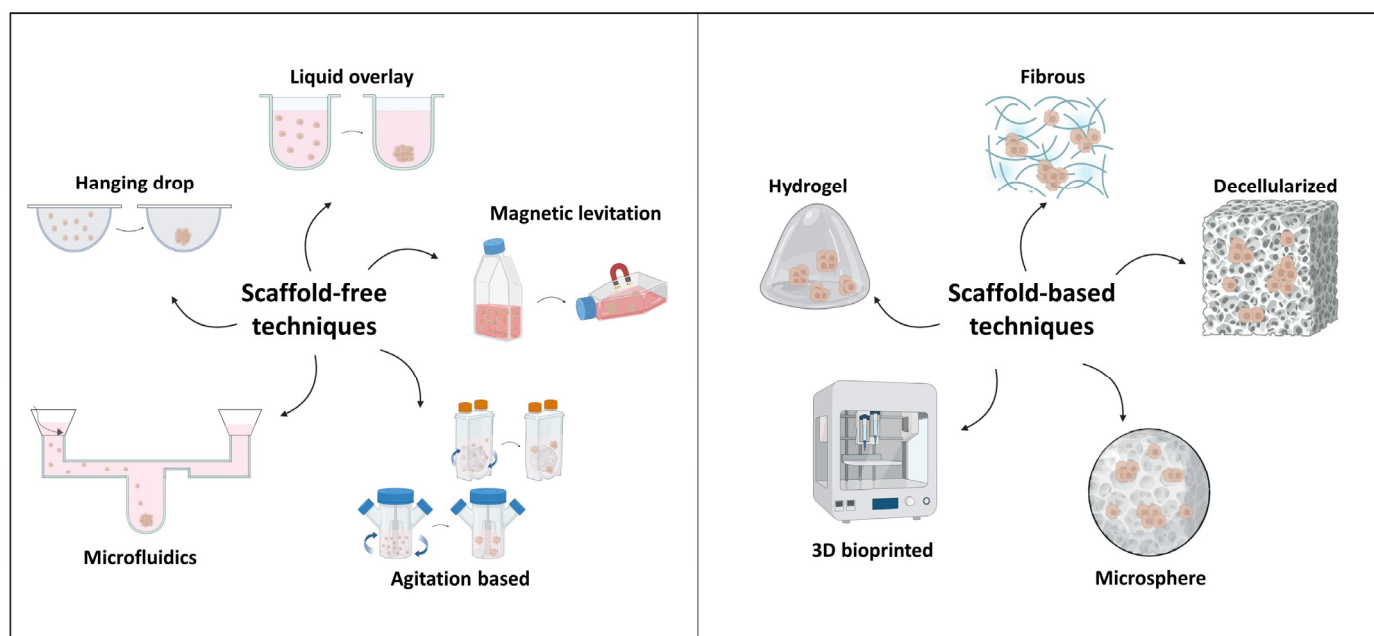 Liquid overlay
Hanging drop
Magnetic levitation
Scaffold-free
techniques
Microfluidics
Agitation based
Fibrous
Hydrogel
Decellularized
Scaffold-based
techniques
3D bioprinted
Microsphere